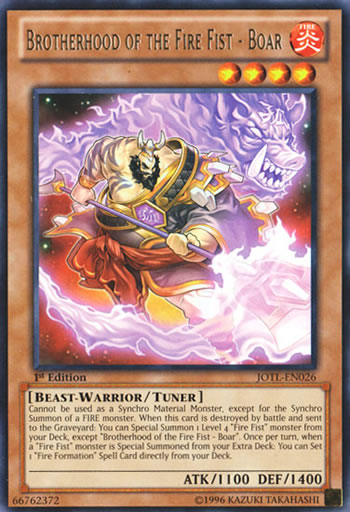 BROTHERHOOD OF THE FIRE FIST - BOAR
FIRE
炎
1st Edition
JOTL-EN026
[BEAST-WARRIOR/TUNER]
Cannot be used as a Synchro Material Monster, except for the Synchro
Summon of a FIRE monster. When this card is destroyed by battle and sent
to the Graveyard: You can Special Summon 1 Level 4 "Fire Fist" monster from
your Deck, except "Brotherhood of the Fire Fist - Boar". Once per turn, when
a "Fire Fist" monster is Special Summoned from your Extra Deck: You can Set
1 "Fire Formation" Spell Card directly from your Deck.
ATK/1100 DEF/1400
66762372
©1996 KAZUKI TAKAHASHI